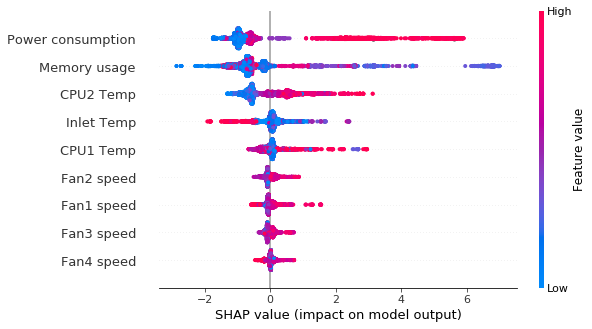 High
Power consumption
Memory usage
CPU2 Temp
Inlet Temp
CPU1 Temp
Fan2 speed
Fan1 speed
Fan3 speed
Fan4 speed
Feature value
Low
−2 0 2 4 6
SHAP value (impact on model output)